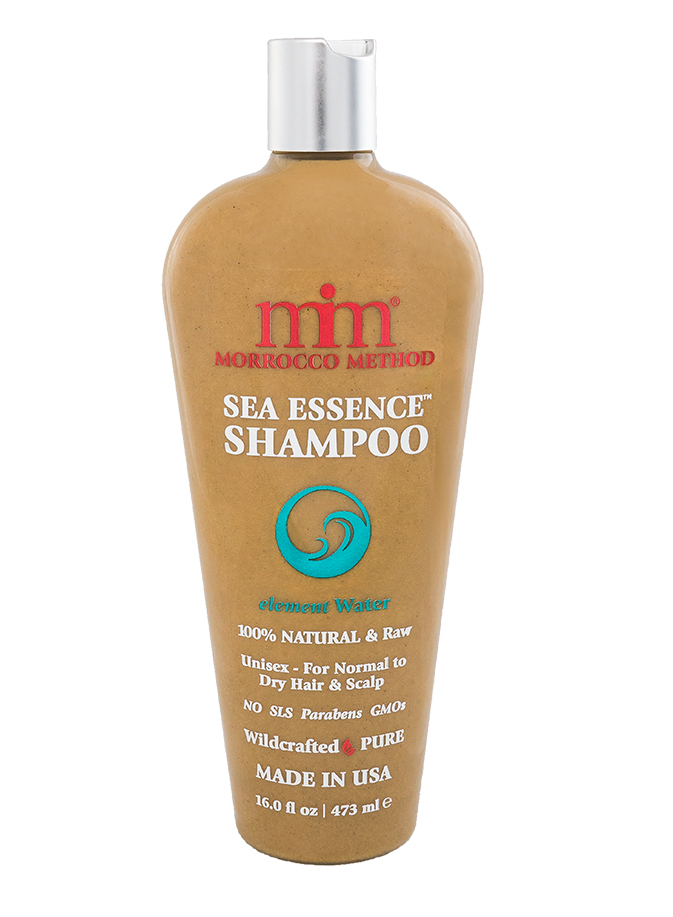 mm®
MORROCCO METHOD
SEA ESSENCE™
SHAMPOO
element Water
100% NATURAL & Raw
Unisex - For Normal to
Dry Hair & Scalp
NO SLS Parabens GMOs
Wildcrafted & PURE
MADE IN USA
16.0 fl oz | 473 ml ℮